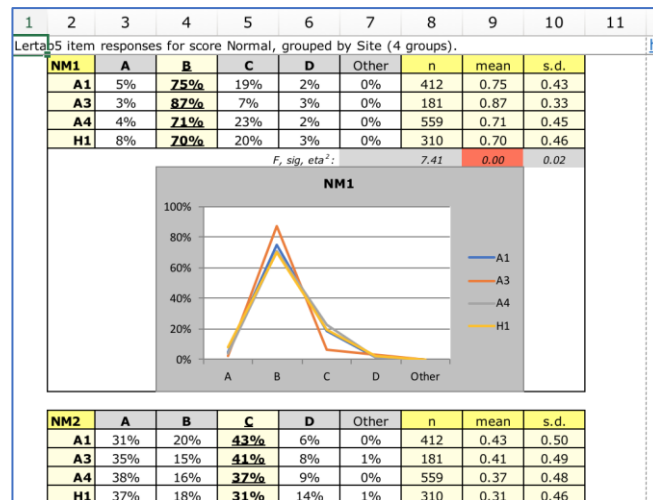 1 2 3 4 5 6 7 8 9 10 11
Lertap5 item responses for score Normal, grouped by Site (4 groups).
NM1 A B C D Other n mean s.d.
A1 5% 75% 19% 2% 0% 412 0.75 0.43
A3 3% 87% 7% 3% 0% 181 0.87 0.33
A4 4% 71% 23% 2% 0% 559 0.71 0.45
H1 8% 70% 20% 3% 0% 310 0.70 0.46
F, sig, eta²: 7.41 0.00 0.02
NM1
100%
80%
60%
40%
20%
0%
A B C D Other
A1
A3
A4
H1
NM2 A B C D Other n mean s.d.
A1 31% 20% 43% 6% 0% 412 0.43 0.50
A3 35% 15% 41% 8% 1% 181 0.41 0.49
A4 38% 16% 37% 9% 0% 559 0.37 0.48
H1 37% 18% 31% 14% 1% 310 0.31 0.46